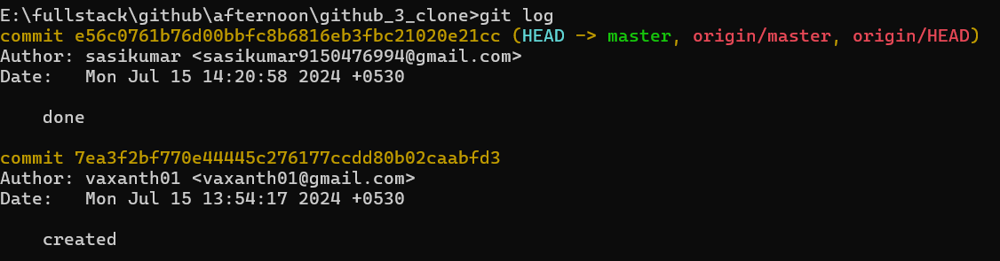 E:\fullstack\github\afternoon\github_3_clone>git log
commit e56c0761b76d00bbfc8b6816eb3fbc21020e21cc (HEAD -> master, origin/master, origin/HEAD)
Author: sasikumar <sasikumar9150476994@gmail.com>
Date:   Mon Jul 15 14:20:58 2024 +0530
    done
commit 7ea3f2bf770e44445c276177ccdd80b02caabfd3
Author: vaxanth01 <vaxanth01@gmail.com>
Date:   Mon Jul 15 13:54:17 2024 +0530
    created